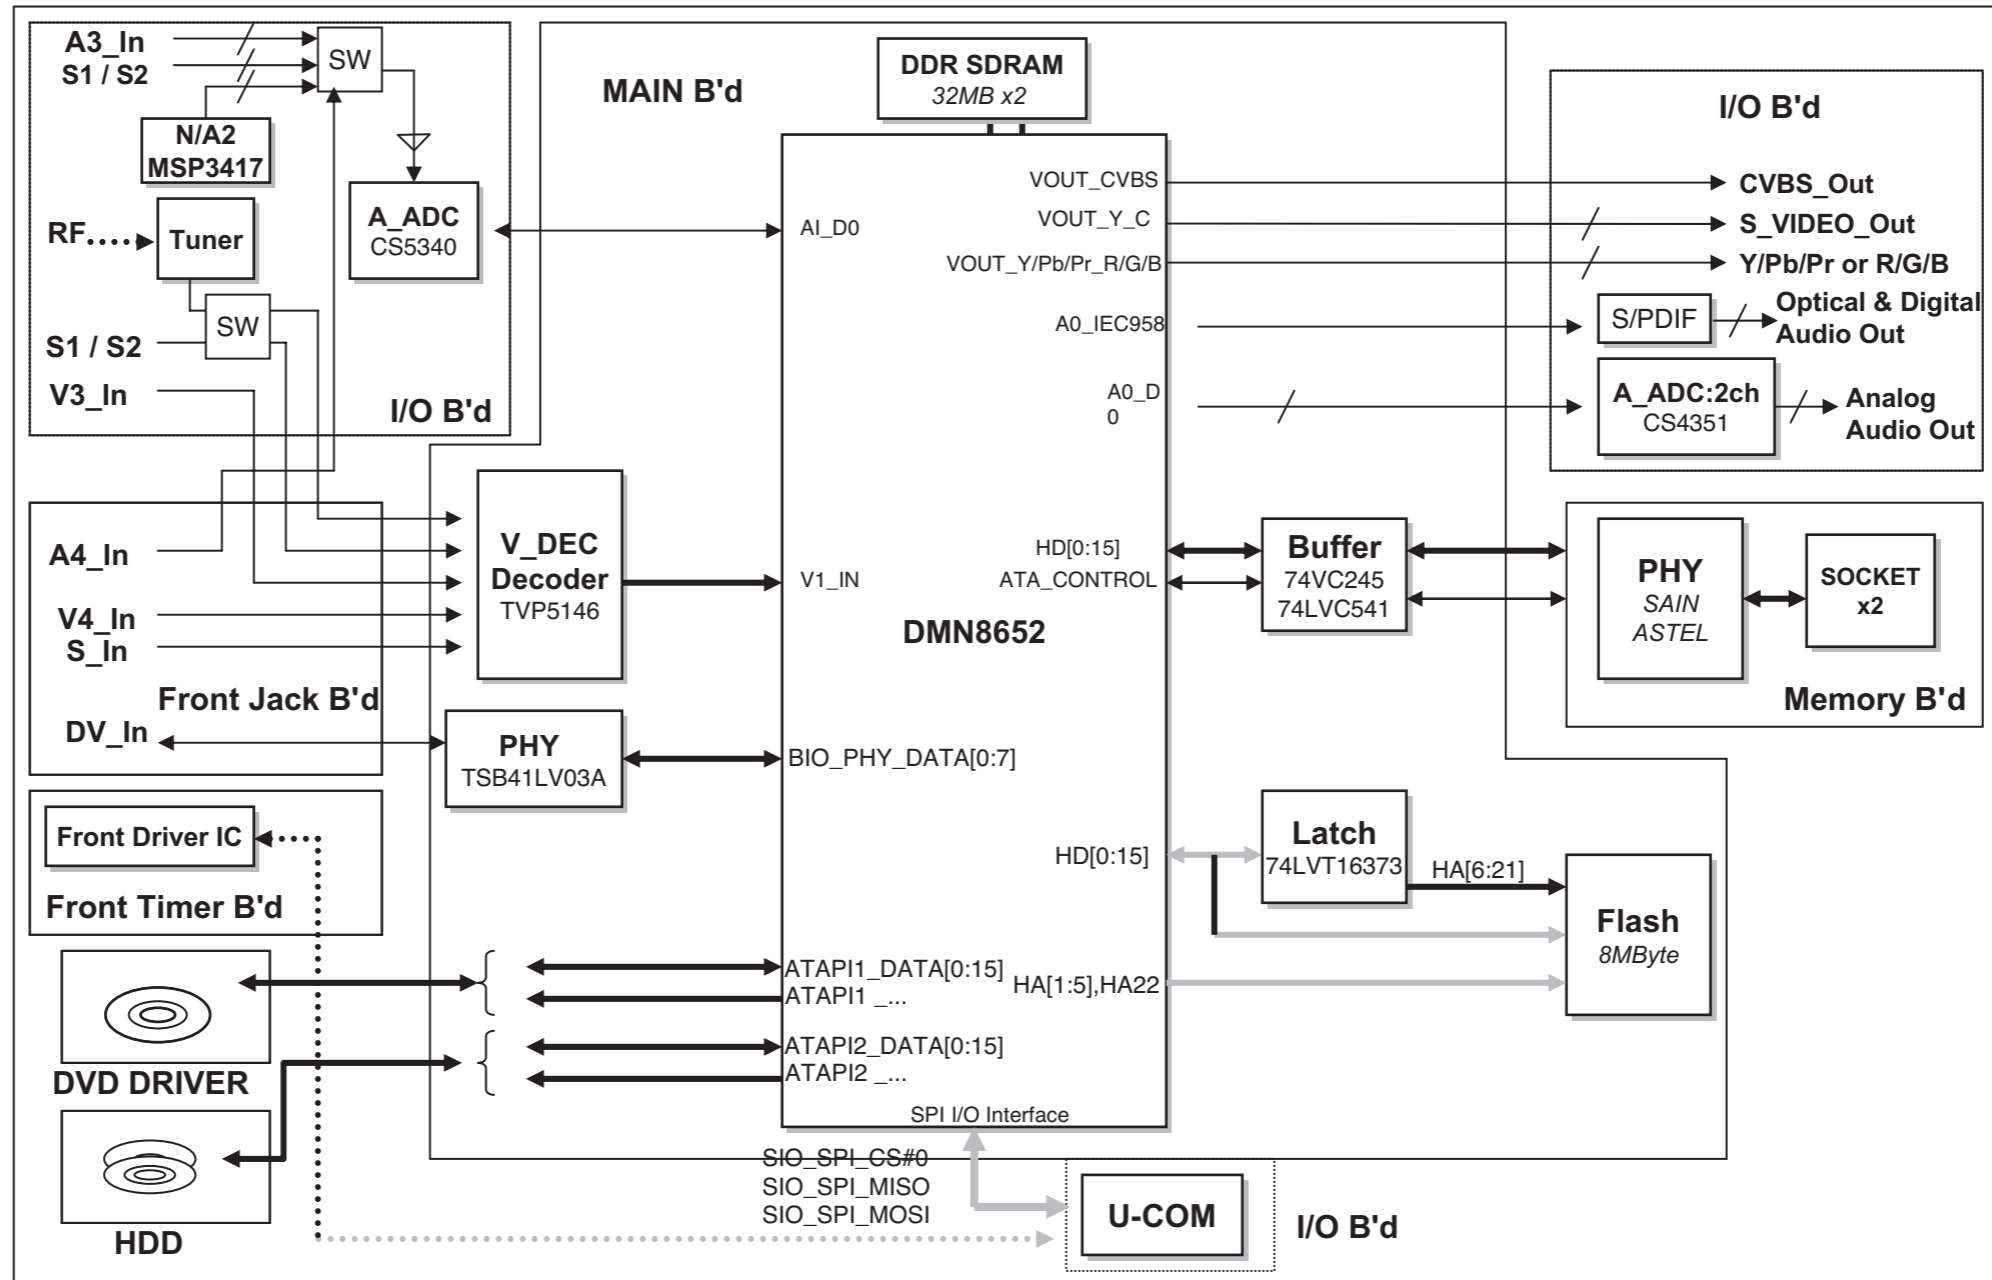 A3_In
S1 / S2
SW
N/A2
MSP3417
RF
Tuner
A_ADC
CS5340
SW
S1 / S2
V3_In
I/O B'd
A4_In
V4_In
S_In
Front Jack B'd
DV_In
Front Driver IC
Front Timer B'd
DVD DRIVER
HDD
MAIN B'd
DDR SDRAM
32MB x2
V_DEC
Decoder
TVP5146
PHY
TSB41LV03A
AI_D0
V1_IN
BIO_PHY_DATA[0:7]
ATAPI1_DATA[0:15]
ATAPI1 _...
ATAPI2_DATA[0:15]
ATAPI2 _...
DMN8652
VOUT_CVBS
VOUT_Y_C
VOUT_Y/Pb/Pr_R/G/B
A0_IEC958
A0_D
0
HD[0:15]
ATA_CONTROL
HD[0:15]
HA[1:5],HA22
SPI I/O Interface
SIO_SPI_CS#0
SIO_SPI_MISO
SIO_SPI_MOSI
U-COM
I/O B'd
I/O B'd
CVBS_Out
S_VIDEO_Out
Y/Pb/Pr or R/G/B
S/PDIF
Optical & Digital
Audio Out
A_ADC:2ch
CS4351
Analog
Audio Out
Buffer
74VC245
74LVC541
PHY
SAIN
ASTEL
SOCKET
x2
Memory B'd
Latch
74LVT16373
HA[6:21]
Flash
8MByte